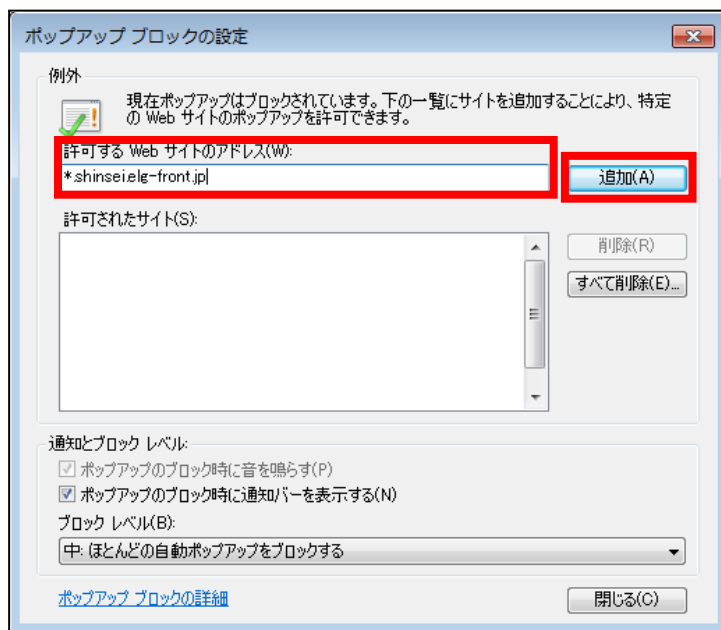 ポップアップ ブロックの設定
例外
現在ポップアップはブロックされています。下の一覧にサイトを追加することにより、特定
の Web サイトのポップアップを許可できます。
許可する Web サイトのアドレス(W):
*.shinsei.elg-front.jp
追加(A)
許可されたサイト(S):
削除(R)
すべて削除(E)...
通知とブロック レベル:
ポップアップのブロック時に音を鳴らす(P)
ポップアップのブロック時に通知バーを表示する(N)
ブロック レベル(B):
中: ほとんどの自動ポップアップをブロックする
ポップアップ ブロックの詳細
閉じる(C)